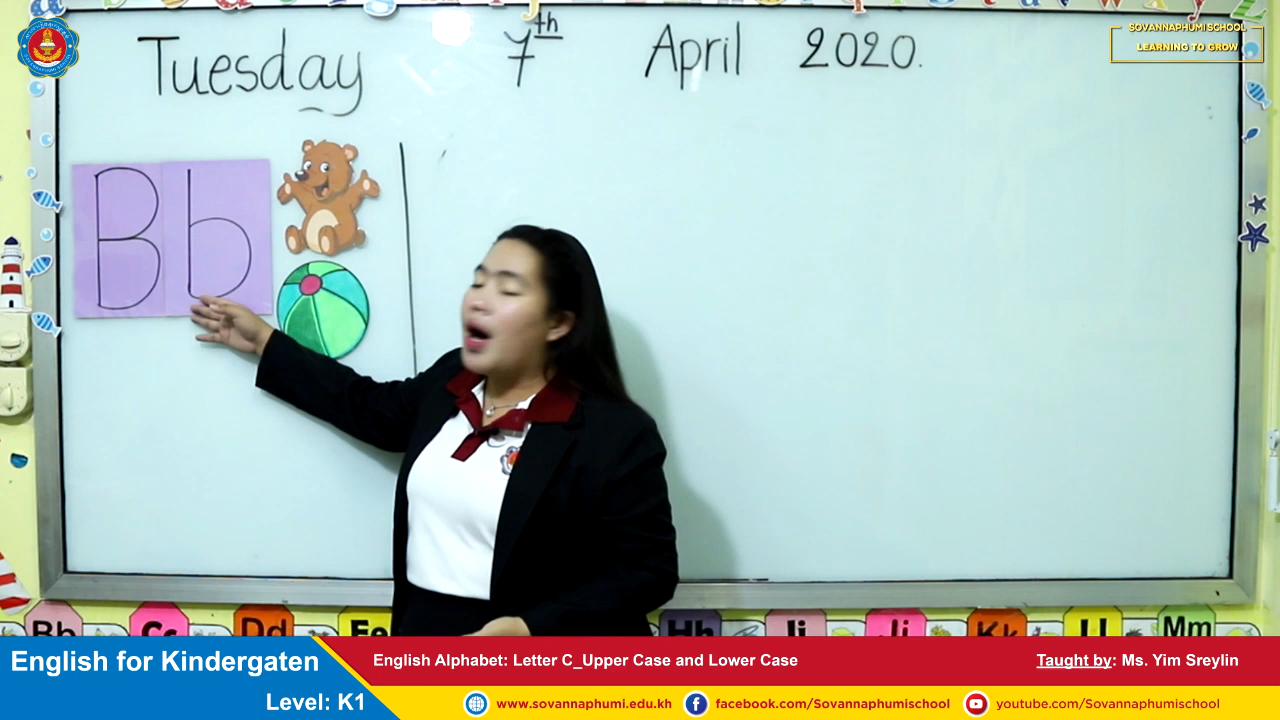 SOVANNAPHUMI SCHOOL
LEARNING TO GROW
Tuesday 7th April 2020.
B b
Bb Cc Dd Ee Hh Ii Jj Kk Ll Mm
English for Kindergaten
Level: K1
English Alphabet: Letter C_Upper Case and Lower Case
Taught by: Ms. Yim Sreylin
www.sovannaphumi.edu.kh
facebook.com/Sovannaphumischool
youtube.com/Sovannaphumischool